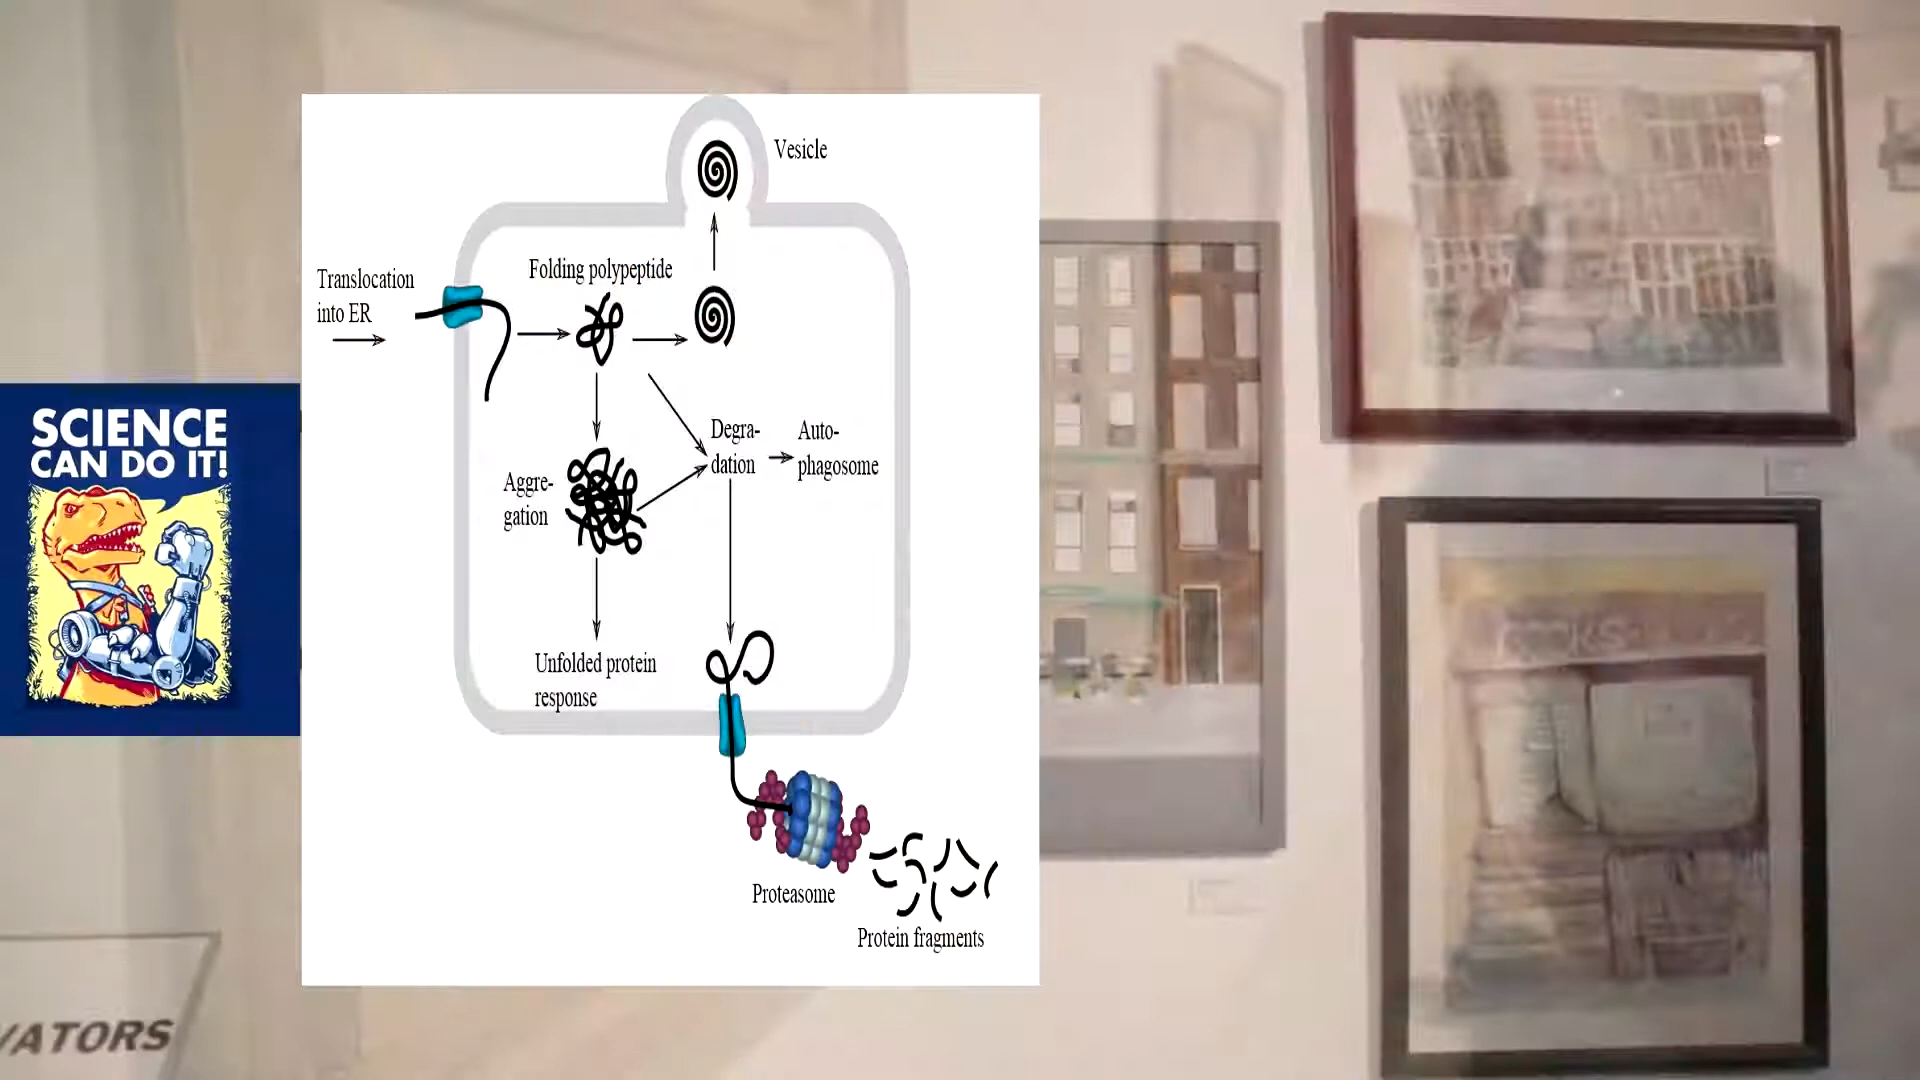 Vesicle
Translocation
into ER
Folding polypeptide
Degra-
dation
Auto-
phagosome
Aggre-
gation
Unfolded protein
response
Proteasome
Protein fragments
SCIENCE
CAN DO IT!
VATORS